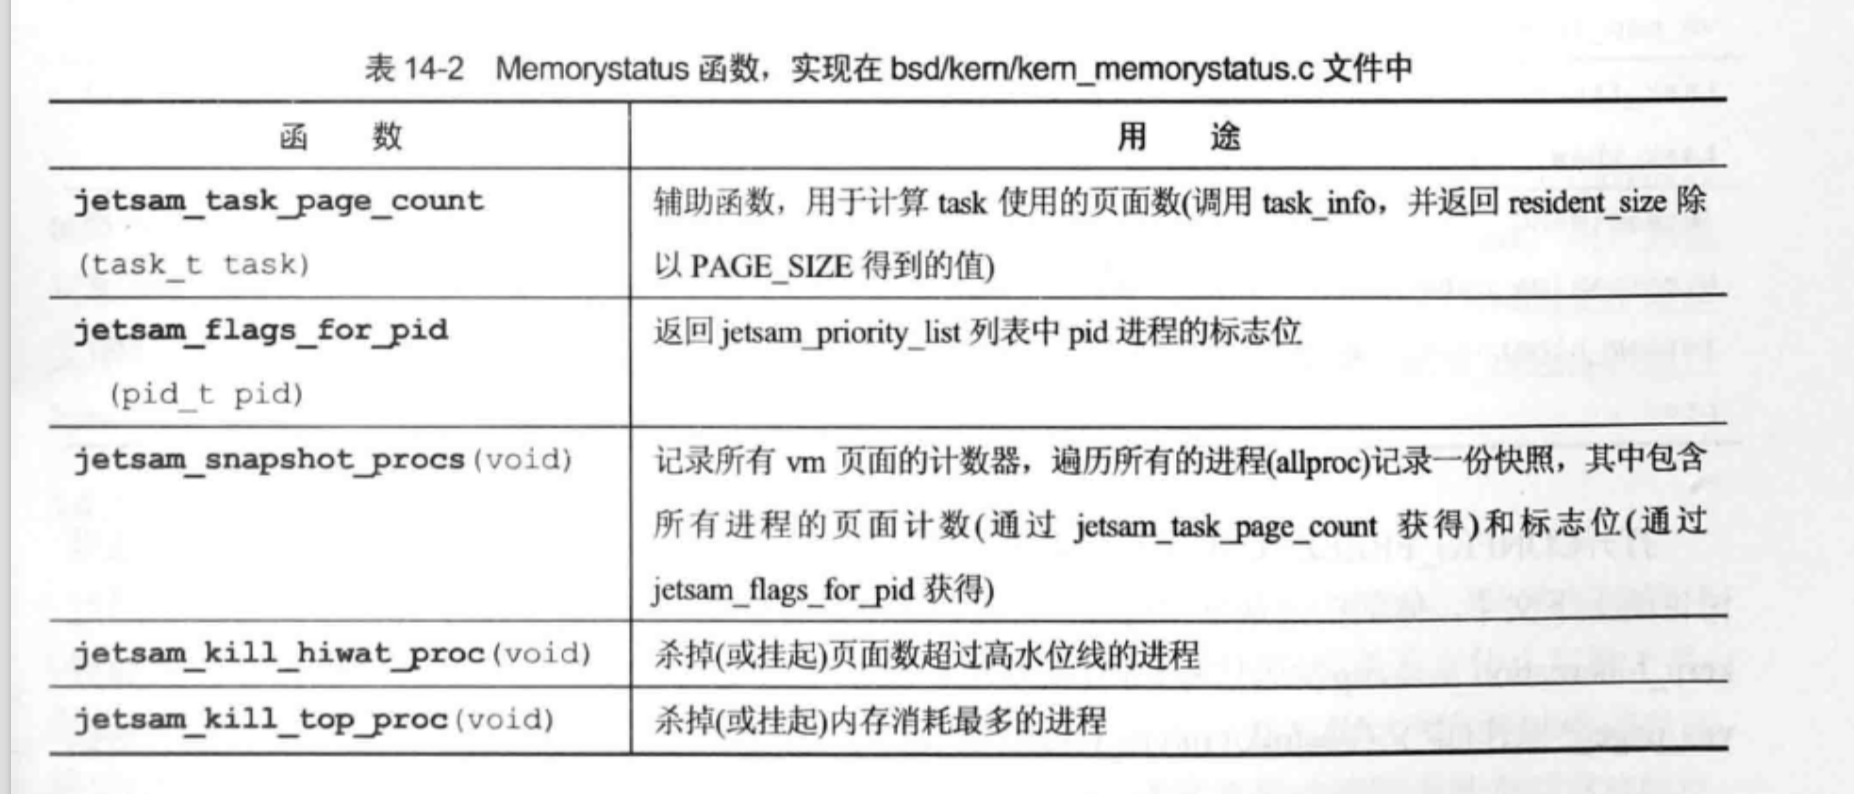 表 14-2 Memorystatus 函数，实现在 bsd/kern/kern_memorystatus.c 文件中
函 数
用 途
jetsam_task_page_count
(task_t task)
辅助函数，用于计算 task 使用的页面数(调用 task_info，并返回 resident_size 除
以 PAGE_SIZE 得到的值)
jetsam_flags_for_pid
(pid_t pid)
返回 jetsam_priority_list 列表中 pid 进程的标志位
jetsam_snapshot_procs(void)
记录所有 vm 页面的计数器，遍历所有的进程(allproc)记录一份快照，其中包含
所有进程的页面计数(通过 jetsam_task_page_count 获得)和标志位(通过
jetsam_flags_for_pid 获得)
jetsam_kill_hiwat_proc(void)
杀掉(或挂起)页面数超过高水位线的进程
jetsam_kill_top_proc(void)
杀掉(或挂起)内存消耗最多的进程